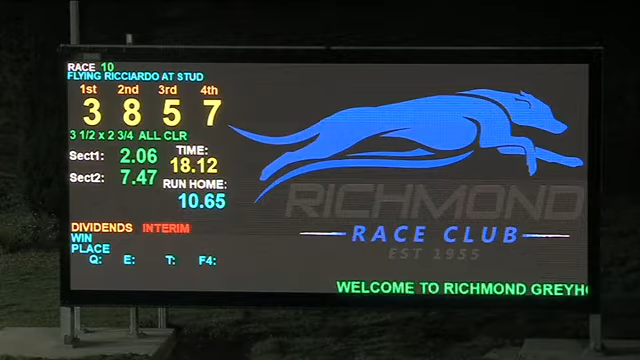 RACE 10
FLYING RICCIARDO AT STUD
1st 2nd 3rd 4th
3 8 5 7
3 1/2 x 2 3/4 ALL CLR
Sect1: 2.06
TIME:
18.12
Sect2: 7.47
RUN HOME:
10.65
DIVIDENDS INTERIM
WIN
PLACE
Q: E: T: F4:
RICHMOND
RACE CLUB
EST 1955
WELCOME TO RICHMOND GREYH